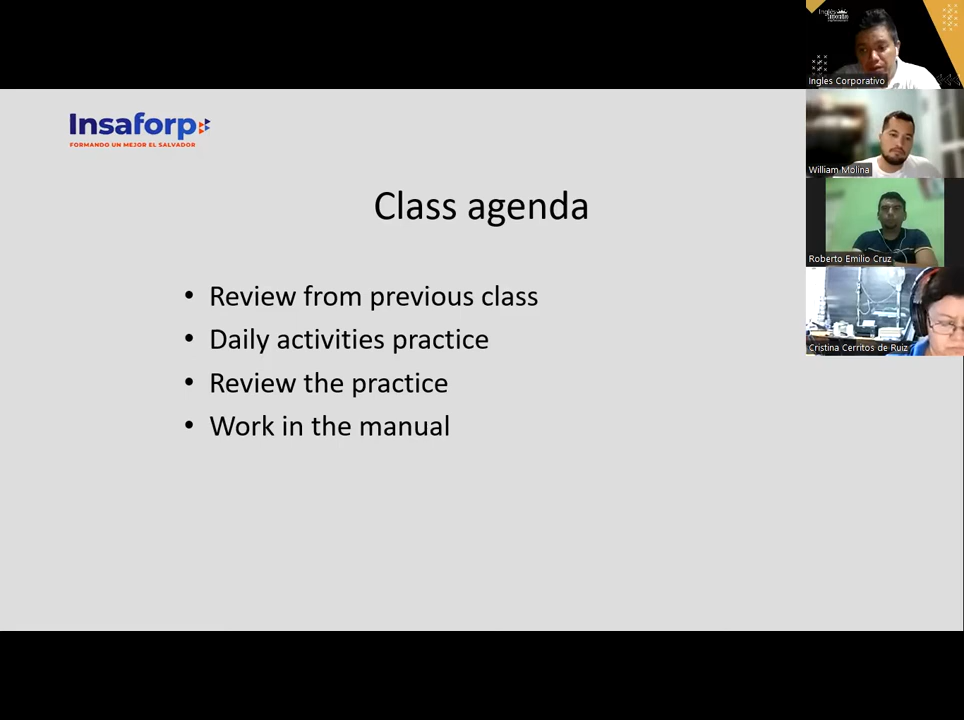 Insaforp
FORMANDO UN MEJOR EL SALVADOR
Class agenda
• Review from previous class
• Daily activities practice
• Review the practice
• Work in the manual
Ingles Corporativo
William Molina
Roberto Emilio Cruz
Cristina Cerritos de Ruiz